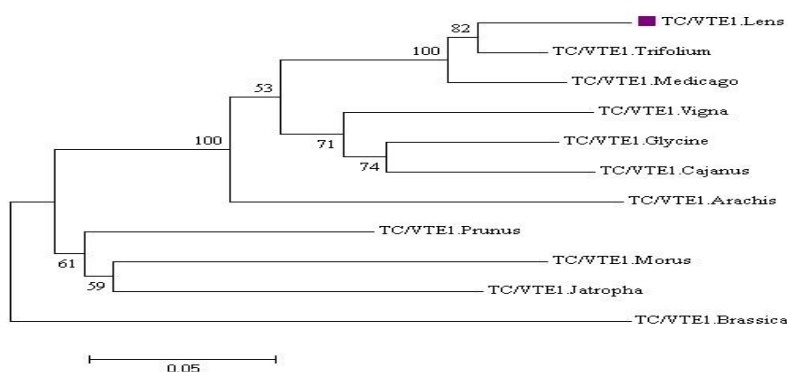 82
TC/VTE1.Lens
TC/VTE1.Trifolium
100
TC/VTE1.Medicago
53
TC/VTE1.Vigna
100
71
TC/VTE1.Glycine
74
TC/VTE1.Cajanus
TC/VTE1.Arachis
TC/VTE1.Prunus
61
TC/VTE1.Morus
59
TC/VTE1.Jatropha
TC/VTE1.Brassica
0.05